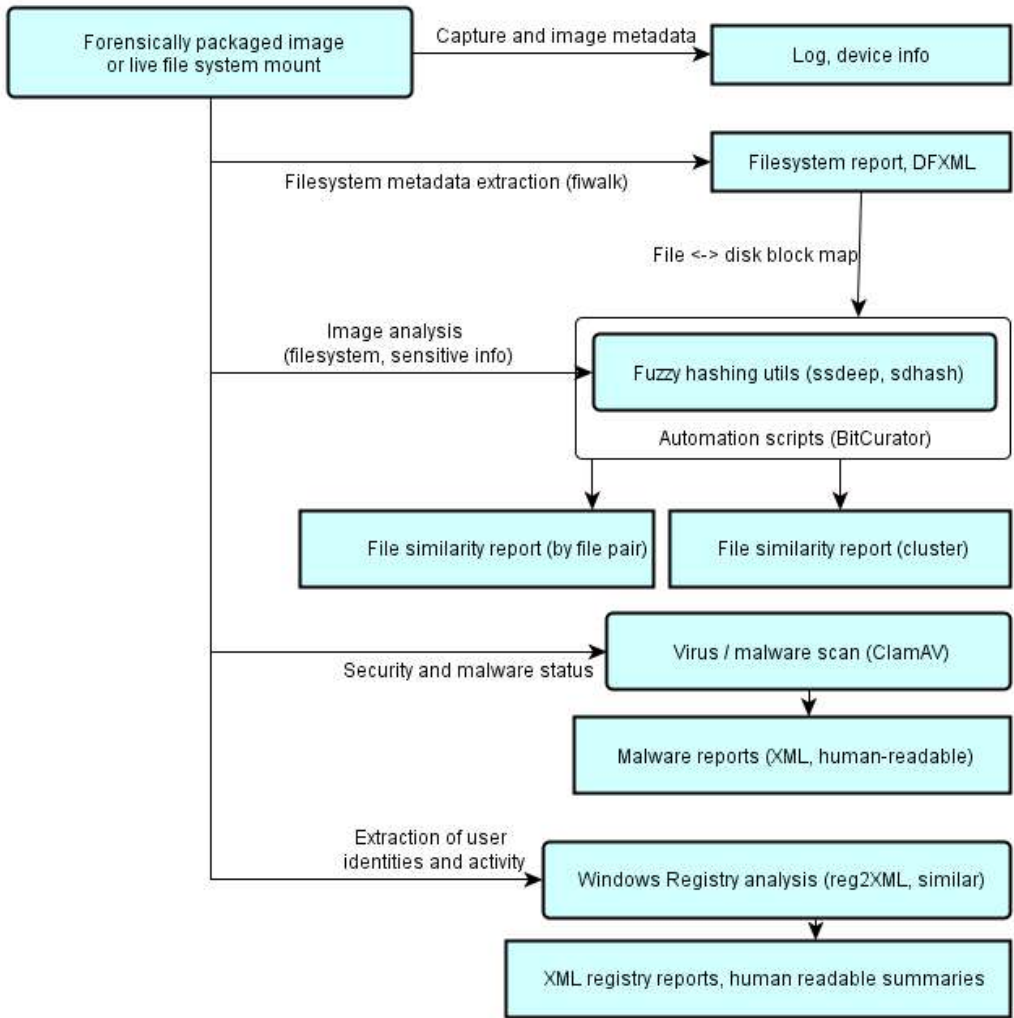 Forensically packaged image
or live file system mount
Capture and image metadata
Log, device info
Filesystem report, DFXML
Filesystem metadata extraction (fiwalk)
File <-> disk block map
Image analysis
(filesystem, sensitive info)
Fuzzy hashing utils (ssdeep, sdhash)
Automation scripts (BitCurator)
File similarity report (by file pair)
File similarity report (cluster)
Virus / malware scan (ClamAV)
Security and malware status
Malware reports (XML, human-readable)
Extraction of user
identities and activity
Windows Registry analysis (reg2XML, similar)
XML registry reports, human readable summaries